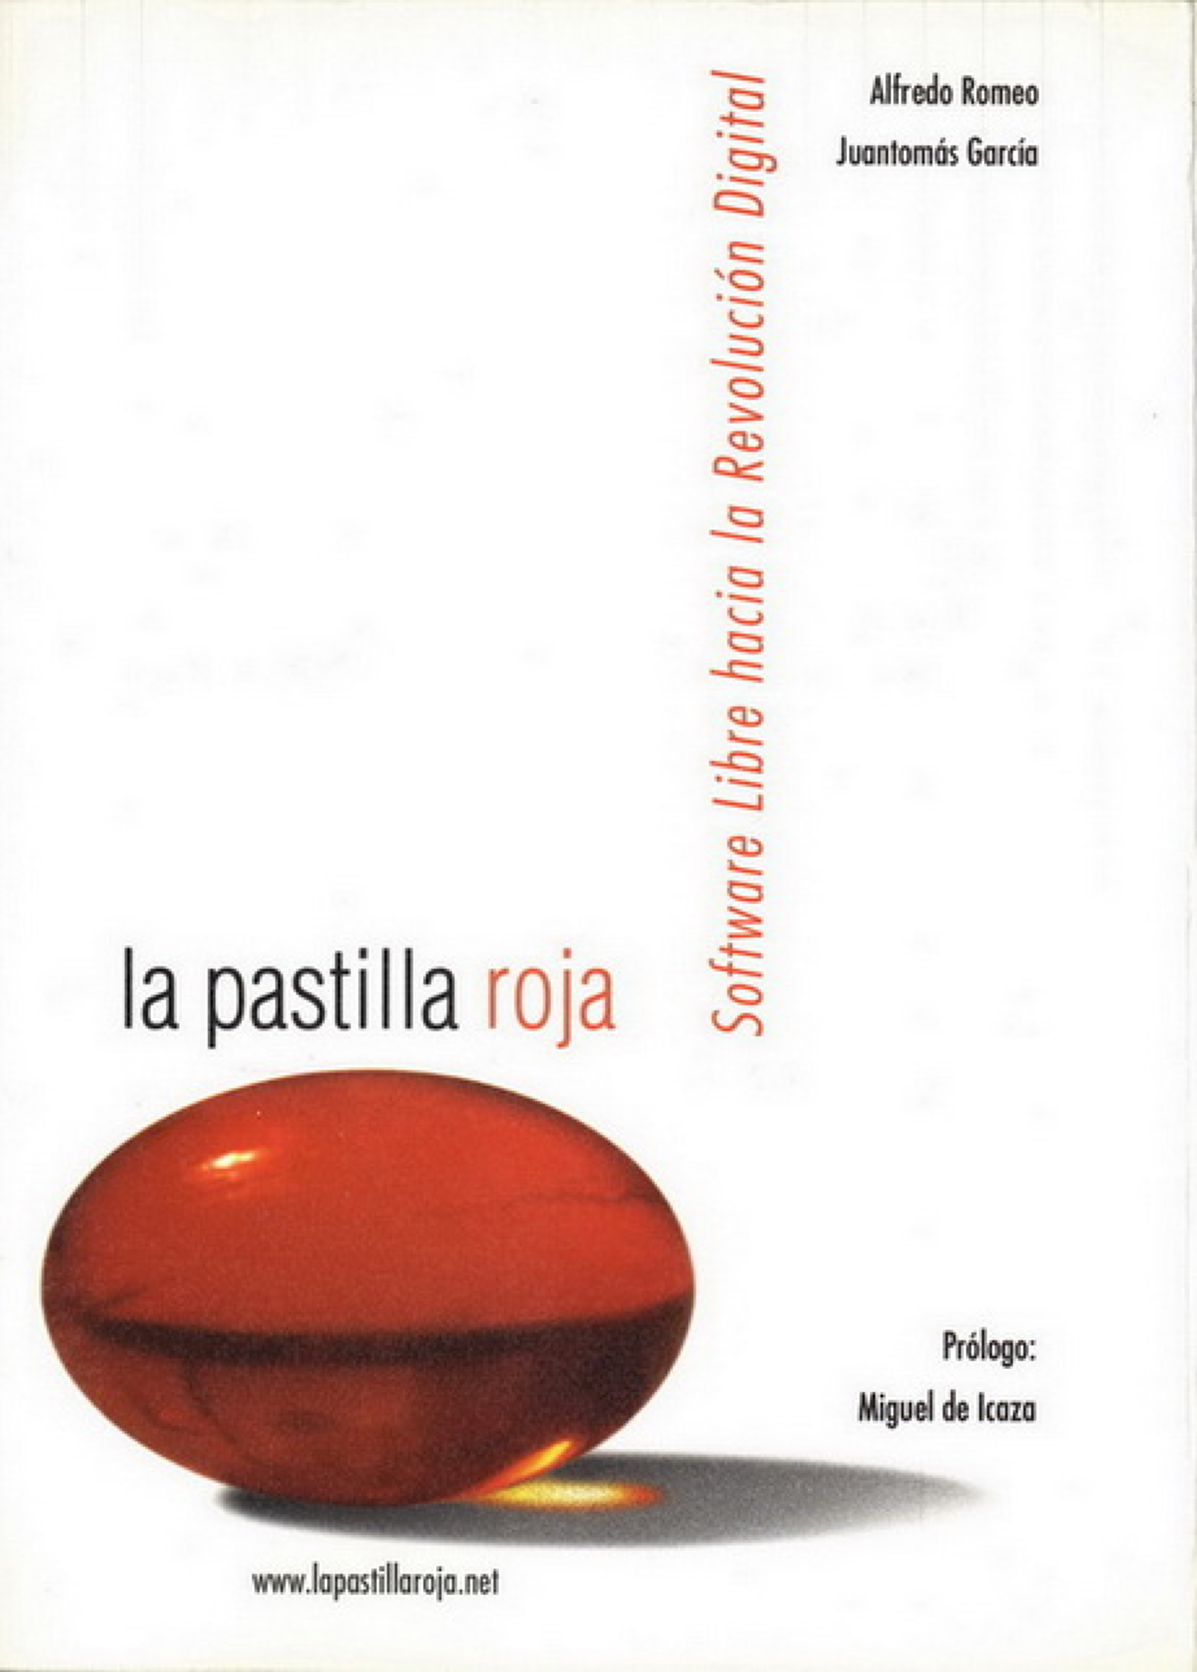 Alfredo Romeo
Juantomás García
Software Libre hacia la Revolución Digital
la pastilla roja
Prólogo:
Miguel de Icaza
www.lapastillaroja.net